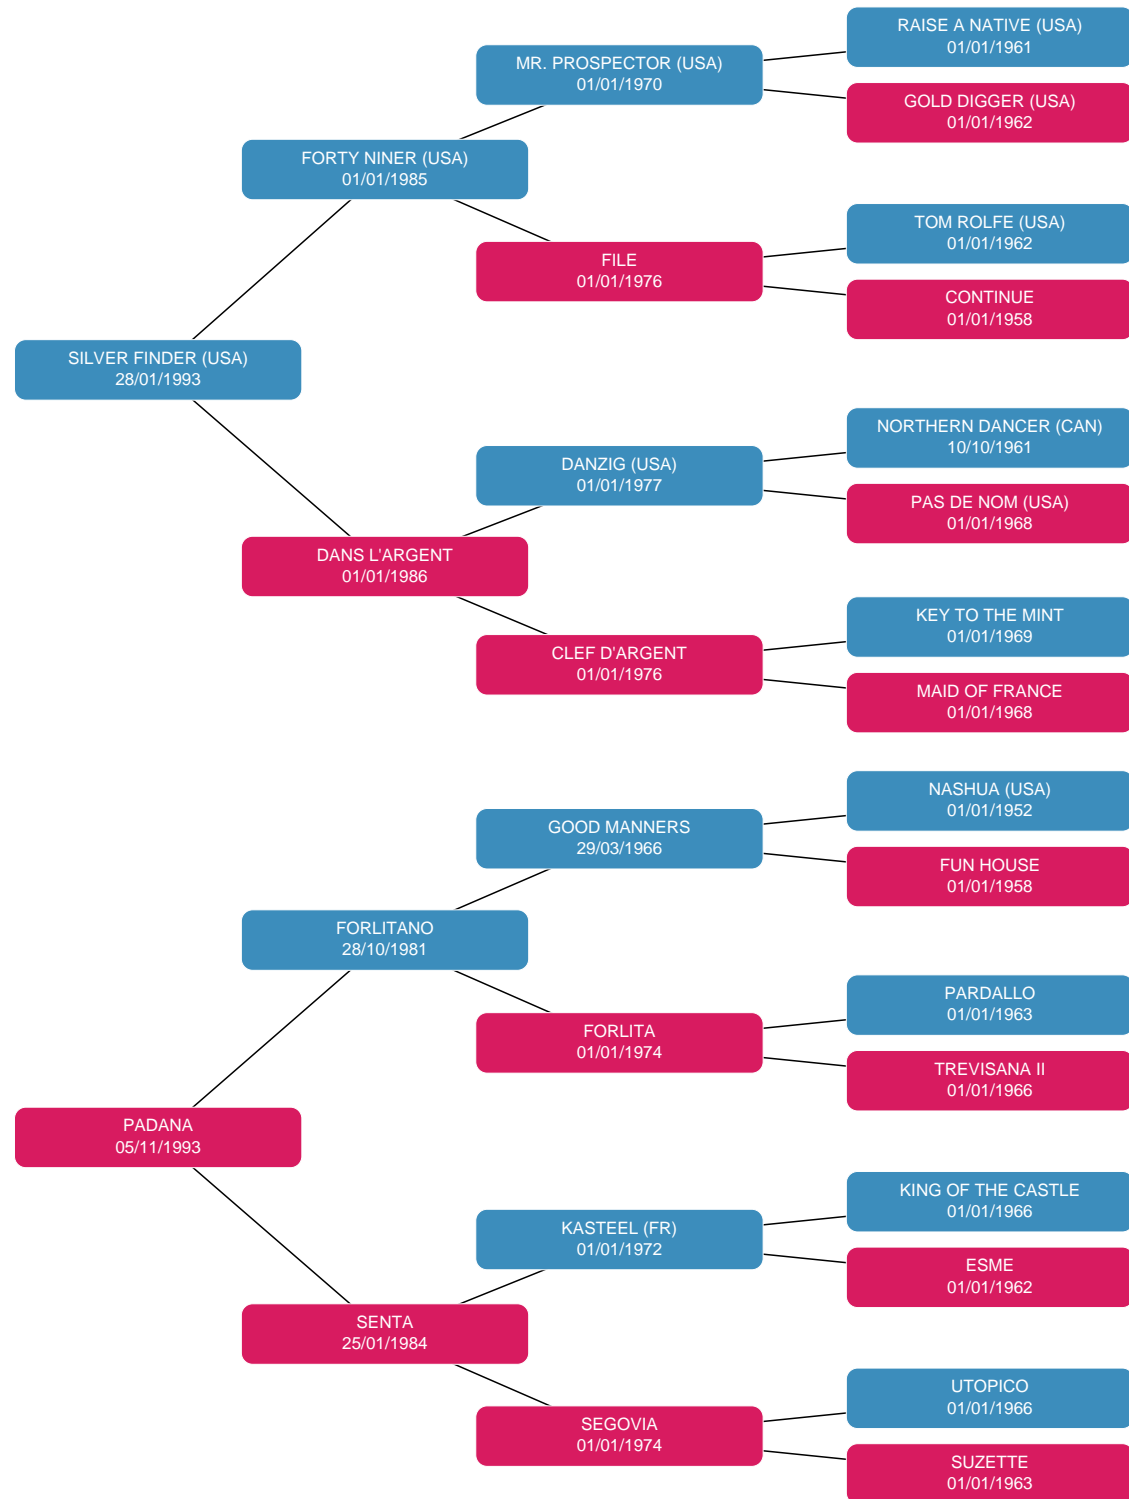 RAISE A NATIVE (USA)
01/01/1961
MR. PROSPECTOR (USA)
01/01/1970
GOLD DIGGER (USA)
01/01/1962
FORTY NINER (USA)
01/01/1985
TOM ROLFE (USA)
01/01/1962
FILE
01/01/1976
CONTINUE
01/01/1958
SILVER FINDER (USA)
28/01/1993
NORTHERN DANCER (CAN)
10/10/1961
DANZIG (USA)
01/01/1977
PAS DE NOM (USA)
01/01/1968
DANS L'ARGENT
01/01/1986
KEY TO THE MINT
01/01/1969
CLEF D'ARGENT
01/01/1976
MAID OF FRANCE
01/01/1968
NASHUA (USA)
01/01/1952
GOOD MANNERS
29/03/1966
FUN HOUSE
01/01/1958
FORLITANO
28/10/1981
PARDALLO
01/01/1963
FORLITA
01/01/1974
TREVISANA II
01/01/1966
PADANA
05/11/1993
KING OF THE CASTLE
01/01/1966
KASTEEL (FR)
01/01/1972
ESME
01/01/1962
SENTA
25/01/1984
UTOPICO
01/01/1966
SEGOVIA
01/01/1974
SUZETTE
01/01/1963